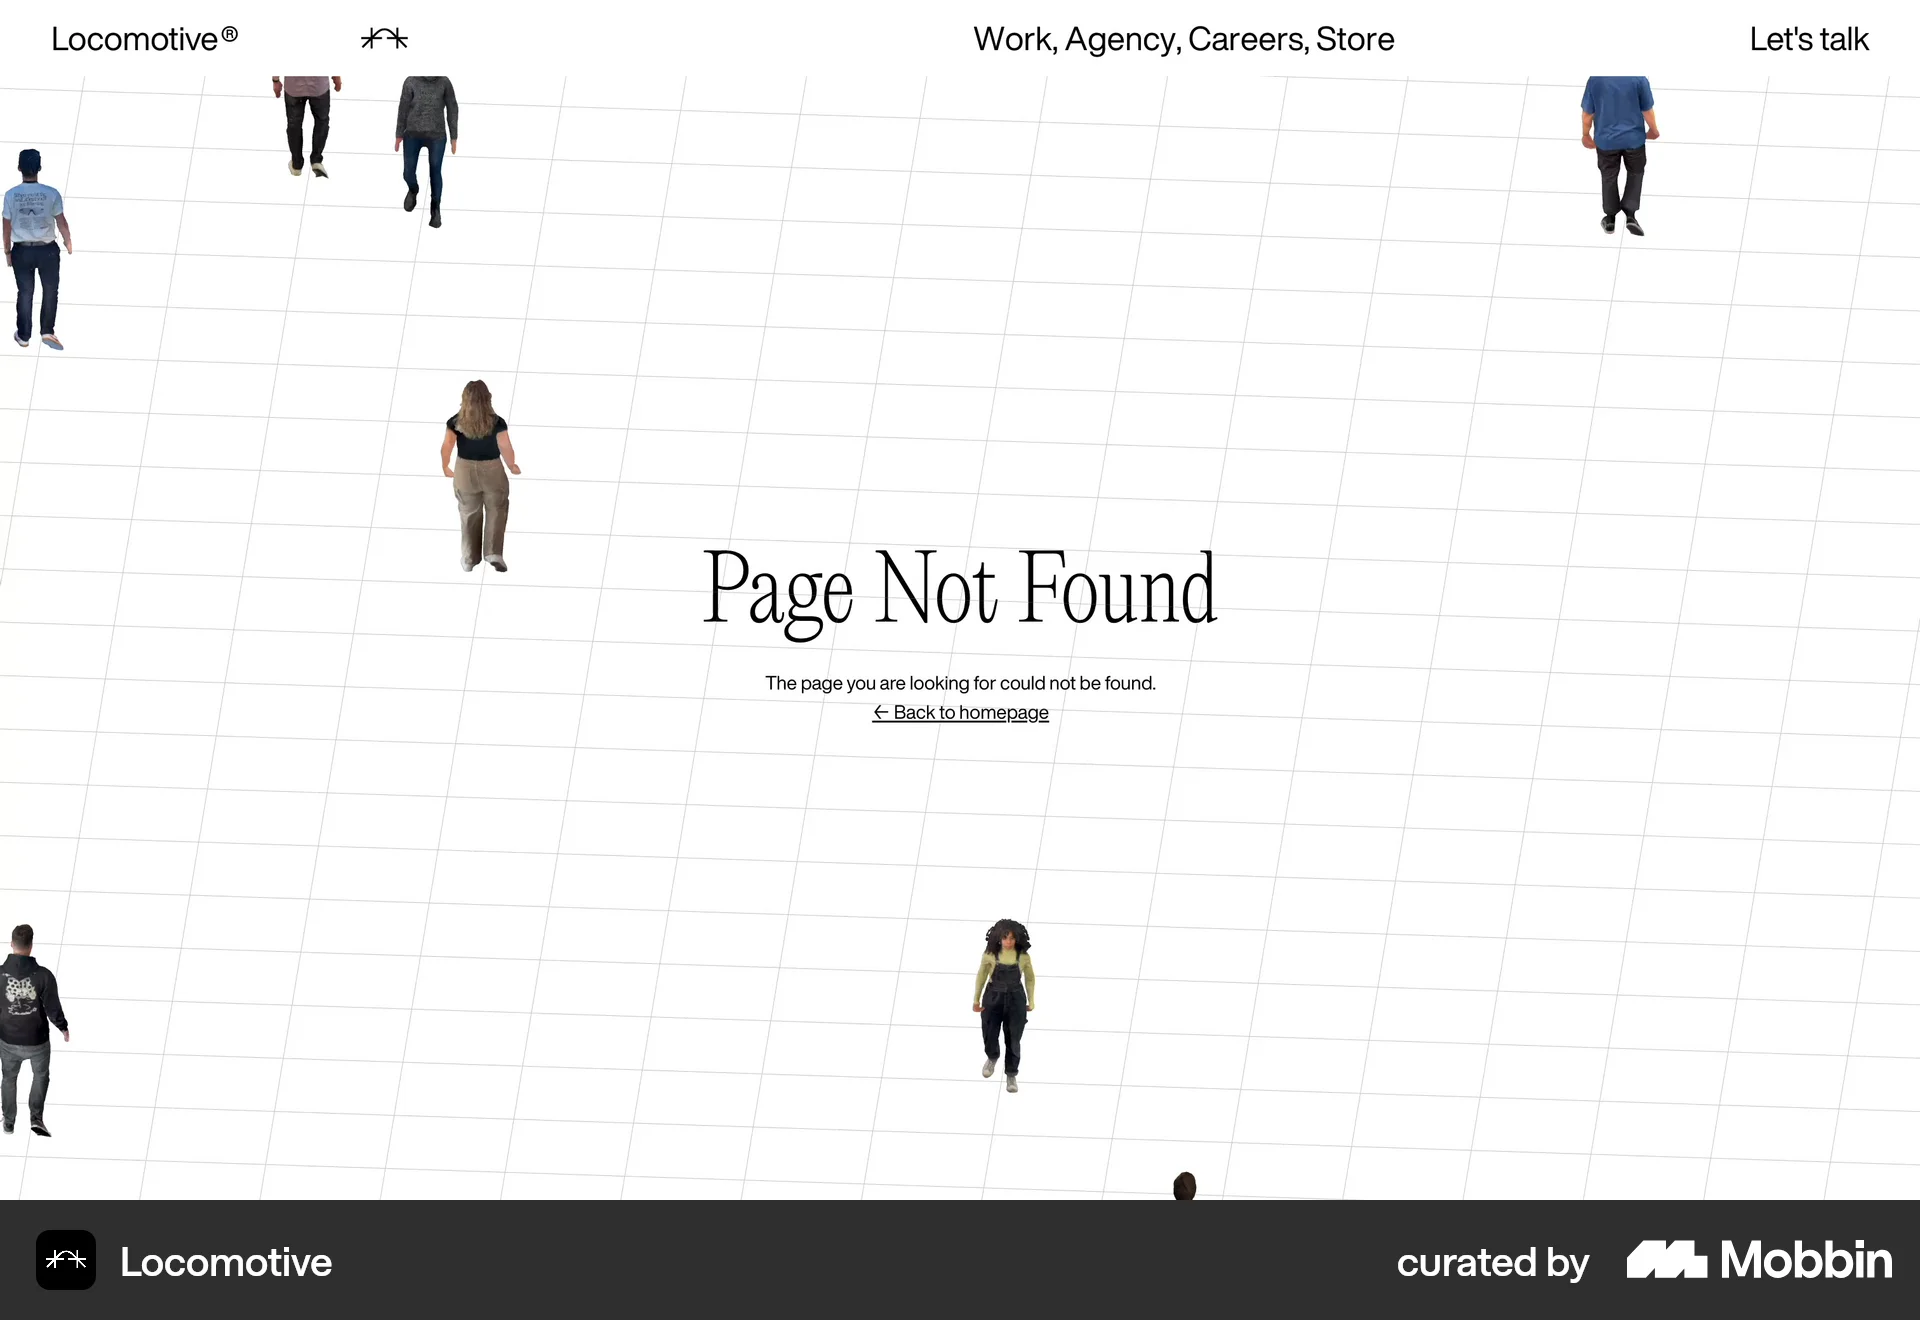 Locomotive®
Work, Agency, Careers, Store
Let's talk
Page Not Found
The page you are looking for could not be found.
← Back to homepage
Locomotive
curated by Mobbin